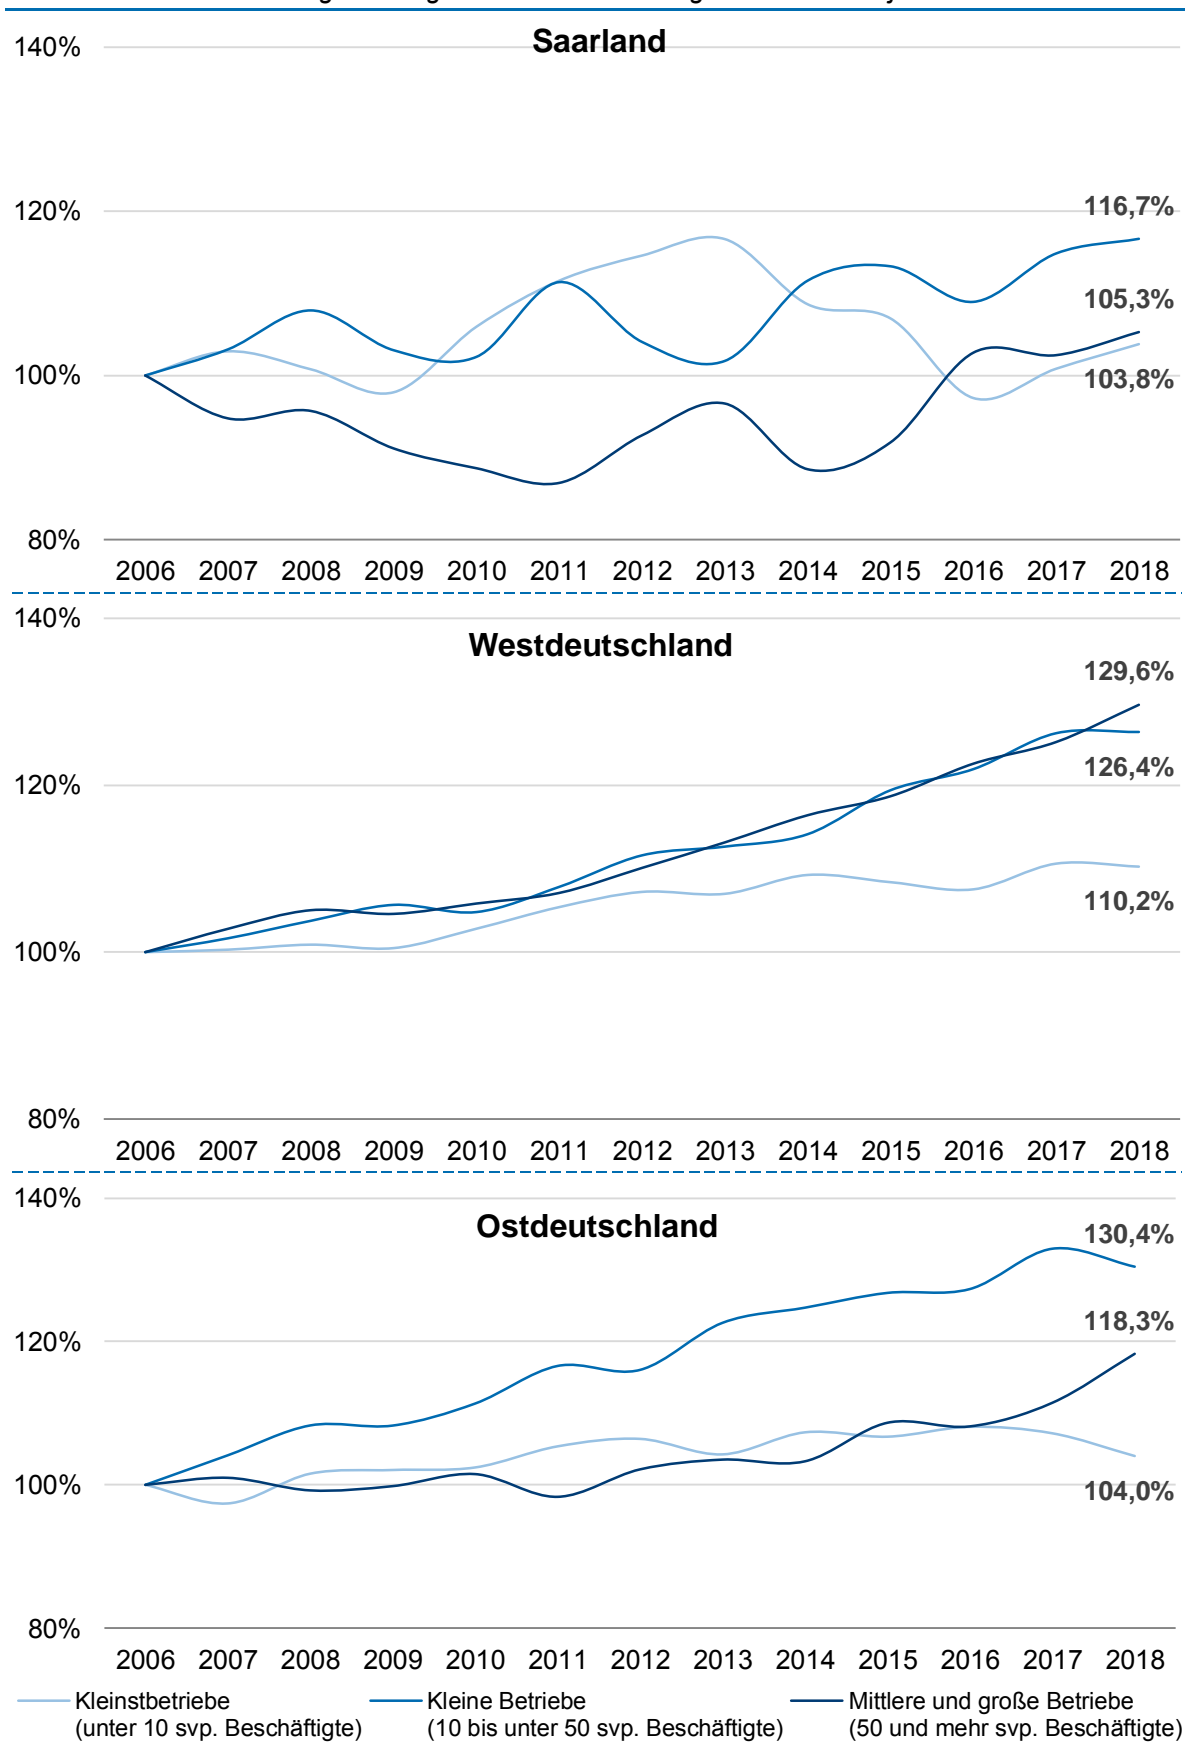 Saarland
140%
120%
100%
80%
116,7%
105,3%
103,8%
2006 2007 2008 2009 2010 2011 2012 2013 2014 2015 2016 2017 2018
Westdeutschland
140%
120%
100%
80%
129,6%
126,4%
110,2%
2006 2007 2008 2009 2010 2011 2012 2013 2014 2015 2016 2017 2018
Ostdeutschland
140%
120%
100%
80%
130,4%
118,3%
104,0%
2006 2007 2008 2009 2010 2011 2012 2013 2014 2015 2016 2017 2018
Kleinstbetriebe
(unter 10 svp. Beschäftigte)
Kleine Betriebe
(10 bis unter 50 svp. Beschäftigte)
Mittlere und große Betriebe
(50 und mehr svp. Beschäftigte)